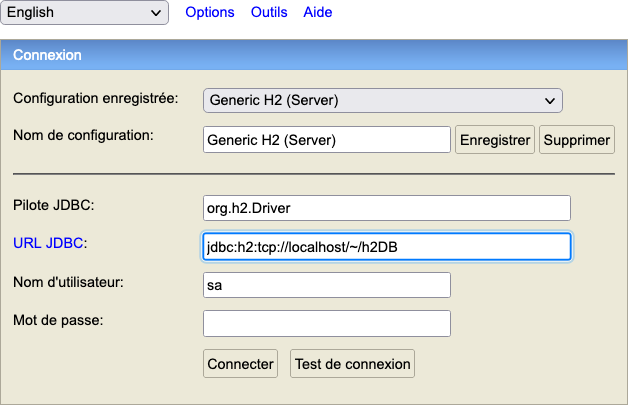 English Options Outils Aide
Connexion
Configuration enregistrée: Generic H2 (Server)
Nom de configuration: Generic H2 (Server) Enregistrer Supprimer
Pilote JDBC: org.h2.Driver
URL JDBC: jdbc:h2:tcp://localhost/~/h2DB
Nom d'utilisateur: sa
Mot de passe:
Connecter Test de connexion